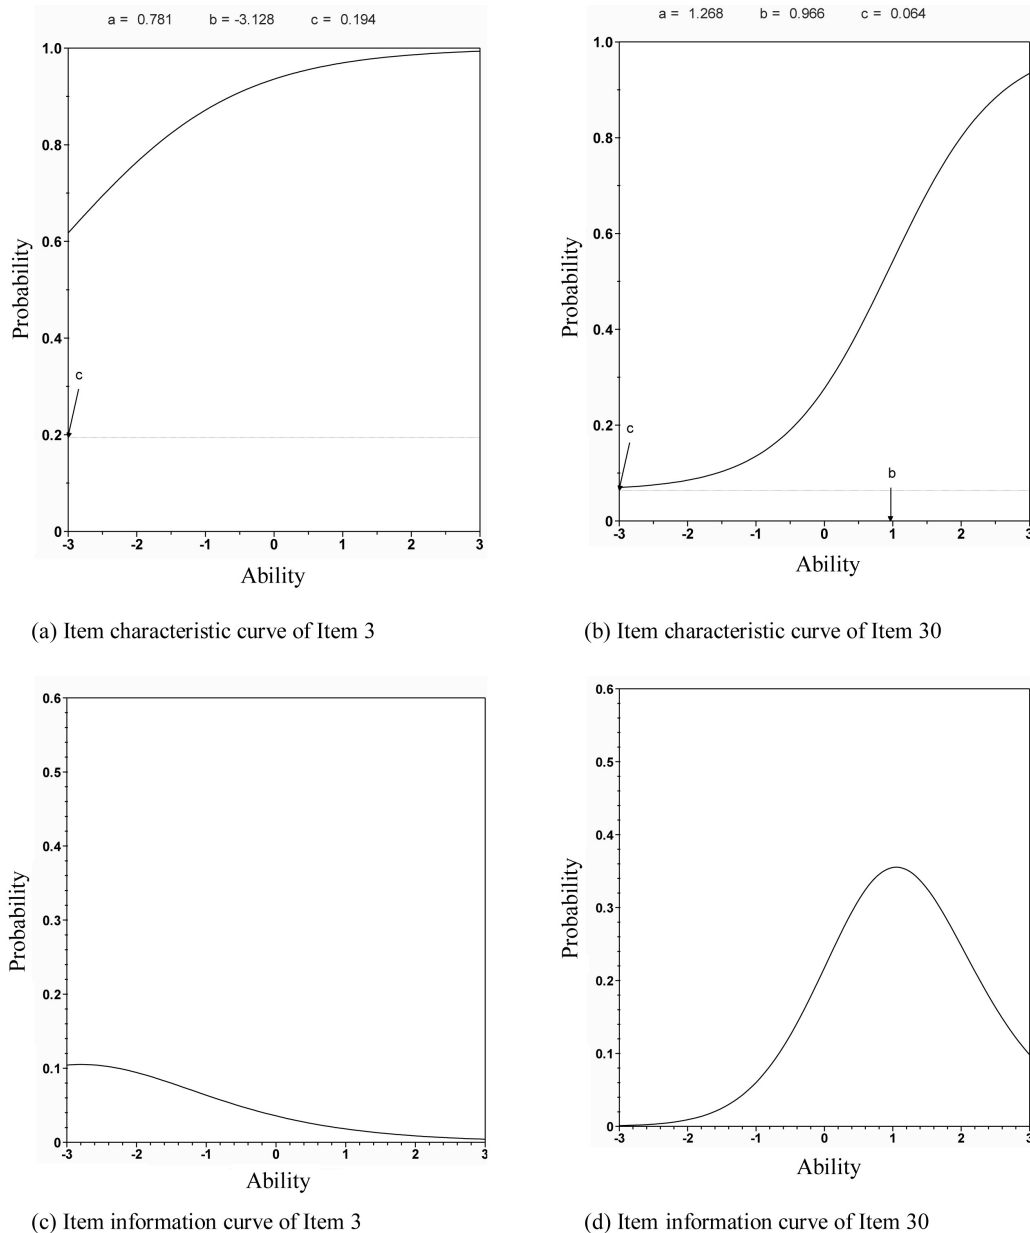 a = 0.781 b = -3.128 c = 0.194
1.0
0.8
0.6
0.4
0.2
0
Probability
c
-3 -2 -1 0 1 2 3
Ability
(a) Item characteristic curve of Item 3
a = 1.268 b = 0.966 c = 0.064
1.0
0.8
0.6
0.4
0.2
0
Probability
c
b
-3 -2 -1 0 1 2 3
Ability
(b) Item characteristic curve of Item 30
0.6
0.5
0.4
0.3
0.2
0.1
0
Probability
-3 -2 -1 0 1 2 3
Ability
(c) Item information curve of Item 3
0.6
0.5
0.4
0.3
0.2
0.1
0
Probability
-3 -2 -1 0 1 2 3
Ability
(d) Item information curve of Item 30